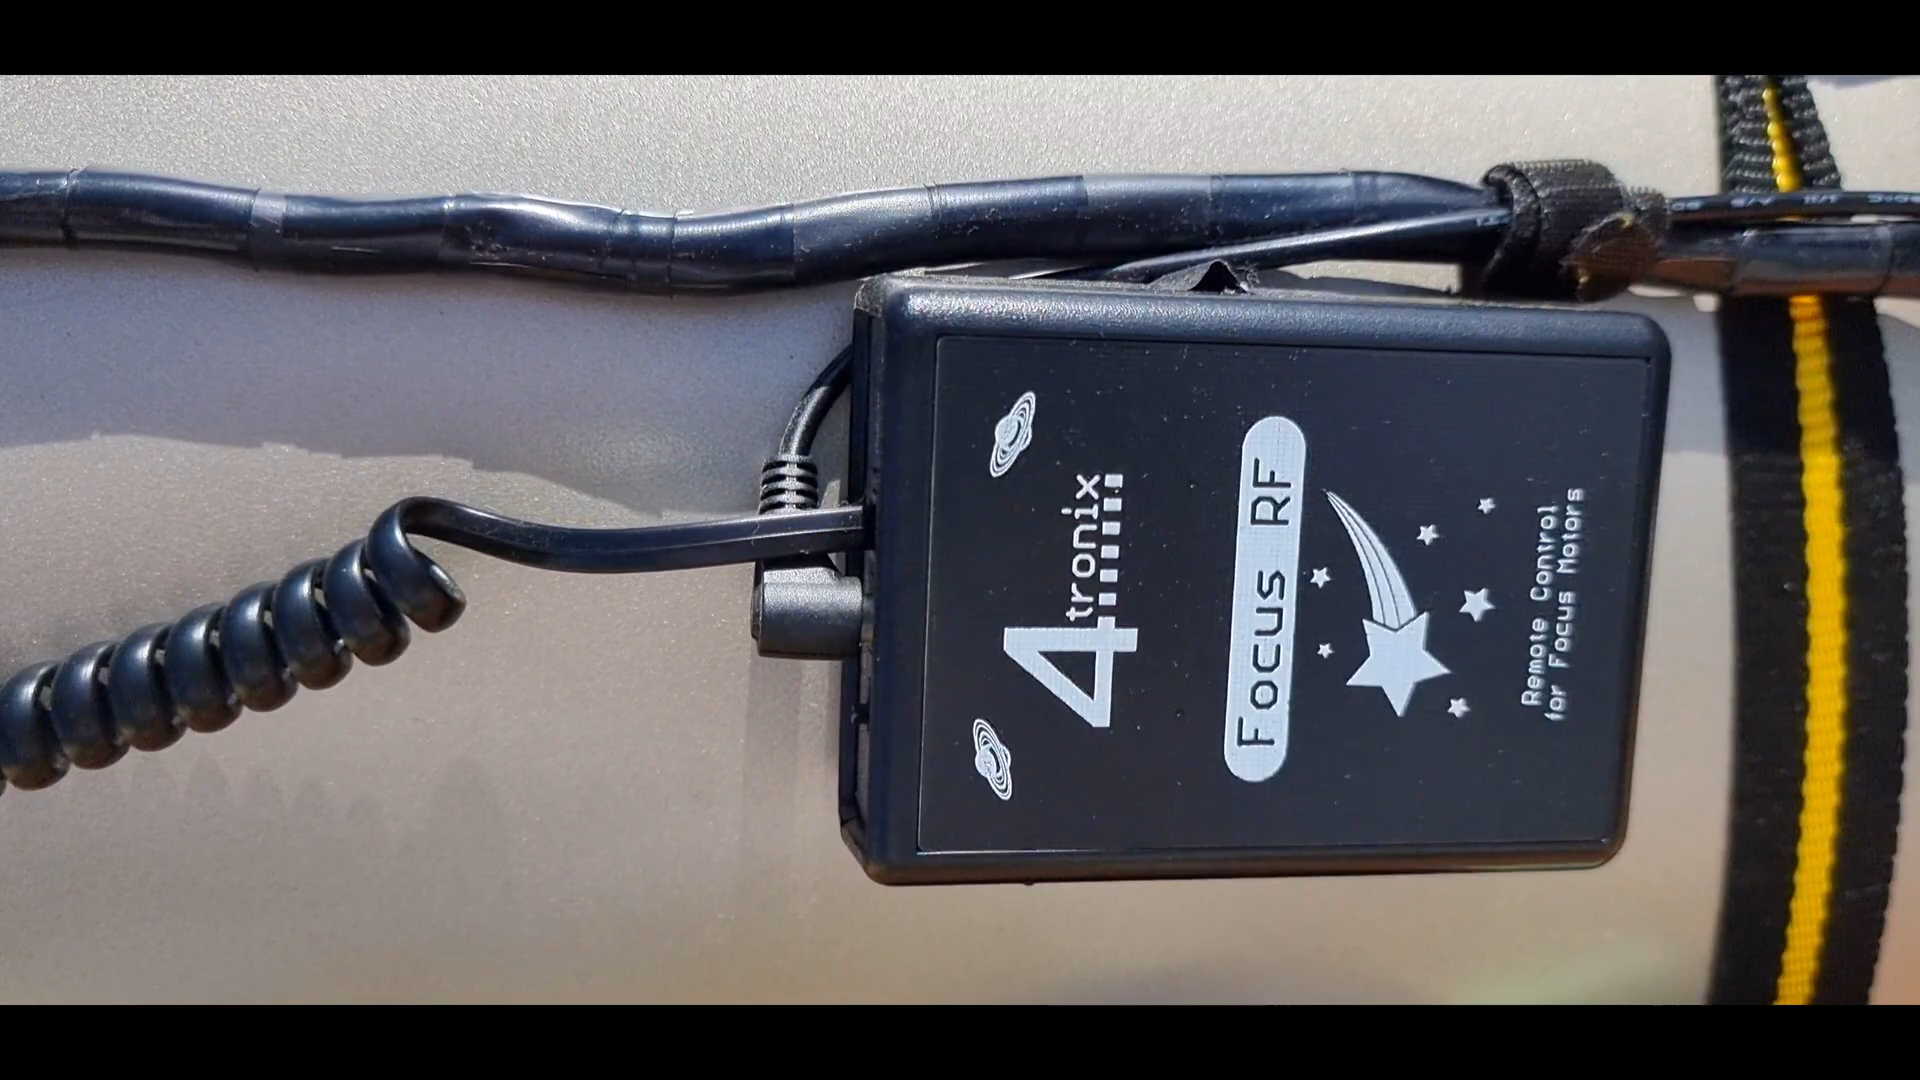 4tronix
Focus RF
Remote Control
for Focus Motors